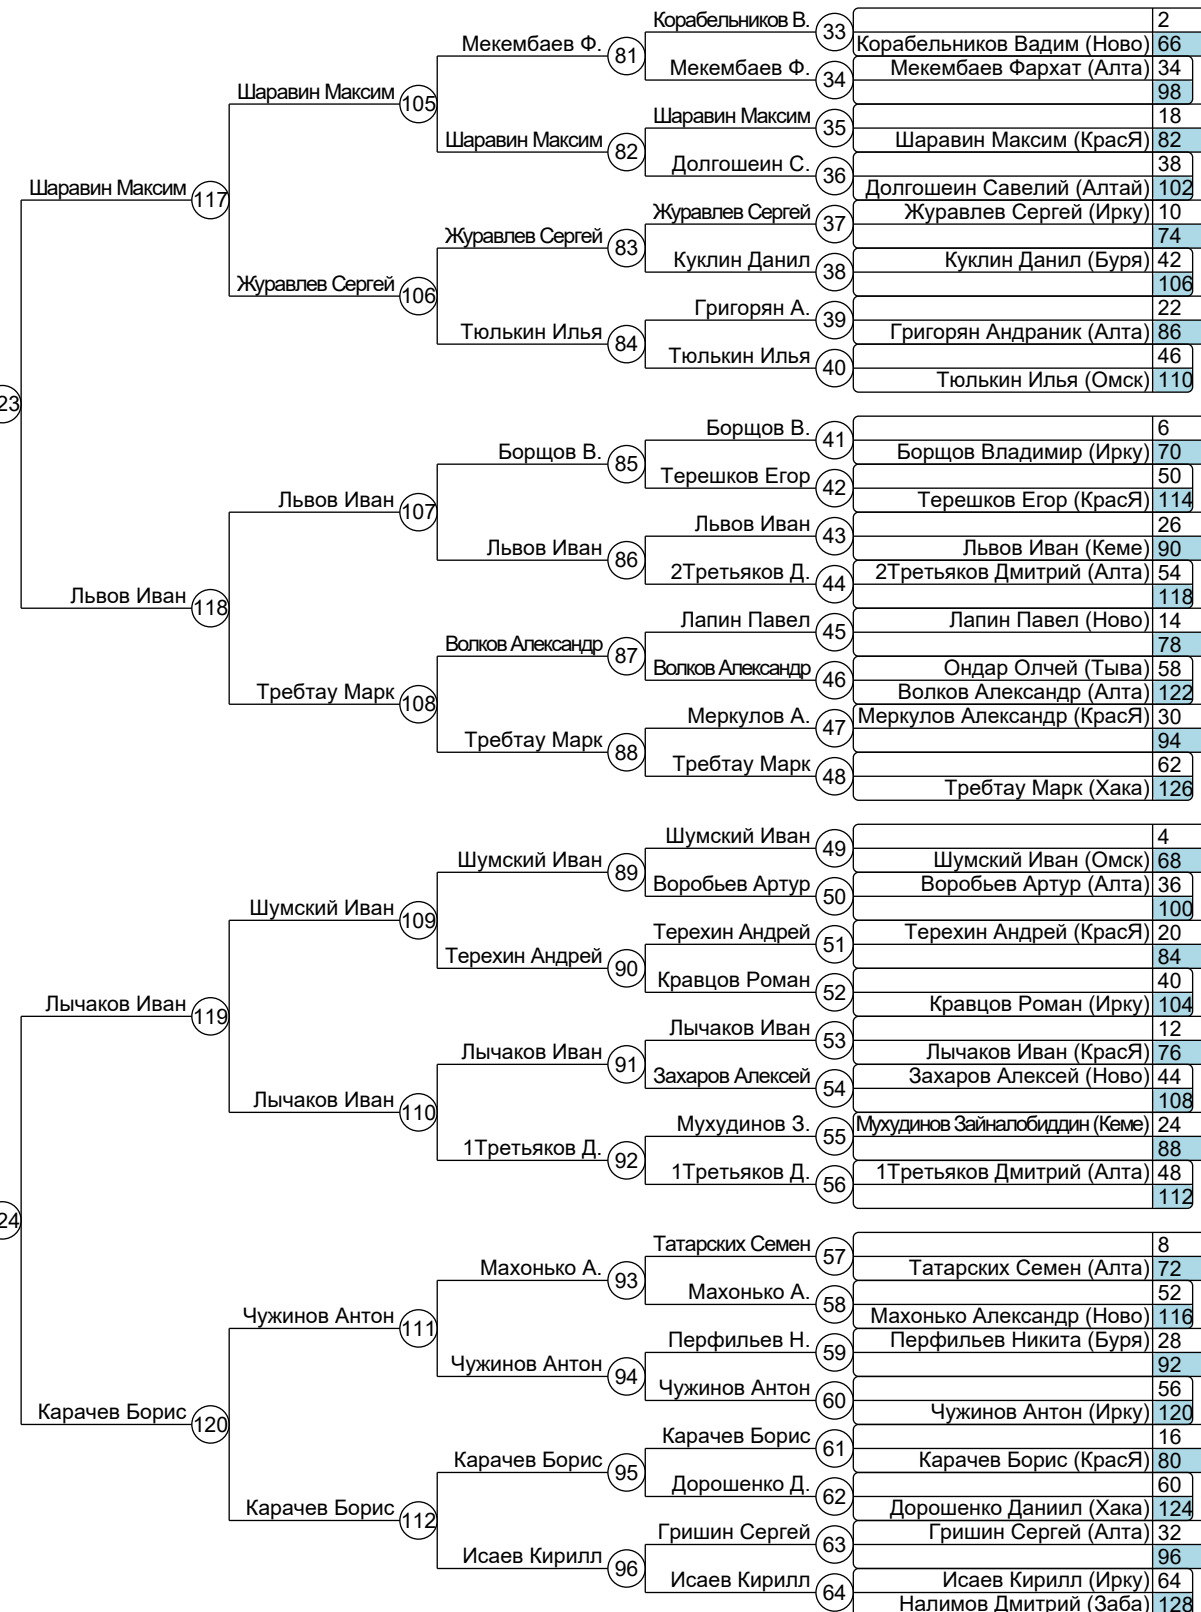 Корабельников В. 33 2
Мекембаев Ф. 81 Корабельников Вадим (Ново) 66
Мекембаев Ф. 34 Мекембаев Фархат (Алта) 34
Шаравин Максим 105 98
Шаравин Максим 35 18
Шаравин Максим 82 Шаравин Максим (КрасЯ) 82
Долгошеин С. 36 38
Шаравин Максим 117 Долгошеин Савелий (Алтай) 102
Журавлев Сергей 37 Журавлев Сергей (Ирку) 10
Журавлев Сергей 83 74
Куклин Данил 38 Куклин Данил (Буря) 42
Журавлев Сергей 106 106
Григорян А. 39 22
Тюлькин Илья 84 Григорян Андраник (Алта) 86
Тюлькин Илья 40 46
23 Тюлькин Илья (Омск) 110
Борщов В. 41 6
Борщов В. 85 Борщов Владимир (Ирку) 70
Терешков Егор 42 50
Львов Иван 107 Терешков Егор (КрасЯ) 114
Львов Иван 43 26
Львов Иван 86 Львов Иван (Кеме) 90
2Третьяков Д. 44 2Третьяков Дмитрий (Алта) 54
Львов Иван 118 118
Лапин Павел 45 Лапин Павел (Ново) 14
Волков Александр 87 78
Волков Александр 46 Ондар Олчей (Тыва) 58
Требтау Марк 108 Волков Александр (Алта) 122
Меркулов А. 47 Меркулов Александр (КрасЯ) 30
Требтау Марк 88 94
Требтау Марк 48 62
Требтау Марк (Хака) 126
Шумский Иван 49 4
Шумский Иван 89 Шумский Иван (Омск) 68
Воробьев Артур 50 Воробьев Артур (Алта) 36
Шумский Иван 109 100
Терехин Андрей 51 Терехин Андрей (КрасЯ) 20
Терехин Андрей 90 84
Кравцов Роман 52 40
Лычаков Иван 119 Кравцов Роман (Ирку) 104
Лычаков Иван 53 12
Лычаков Иван 91 Лычаков Иван (КрасЯ) 76
Захаров Алексей 54 Захаров Алексей (Ново) 44
Лычаков Иван 110 108
Мухудинов З. 55 Мухудинов Зайналобиддин (Кеме) 24
1Третьяков Д. 92 88
1Третьяков Д. 56 1Третьяков Дмитрий (Алта) 48
24 112
Татарских Семен 57 8
Махонько А. 93 Татарских Семен (Алта) 72
Махонько А. 58 52
Чужинов Антон 111 Махонько Александр (Ново) 116
Перфильев Н. 59 Перфильев Никита (Буря) 28
Чужинов Антон 94 92
Чужинов Антон 60 56
Карачев Борис 120 Чужинов Антон (Ирку) 120
Карачев Борис 61 16
Карачев Борис 95 Карачев Борис (КрасЯ) 80
Дорошенко Д. 62 60
Карачев Борис 112 Дорошенко Даниил (Хака) 124
Гришин Сергей 63 Гришин Сергей (Алта) 32
Исаев Кирилл 96 96
Исаев Кирилл 64 Исаев Кирилл (Ирку) 64
Налимов Дмитрий (Заба) 128